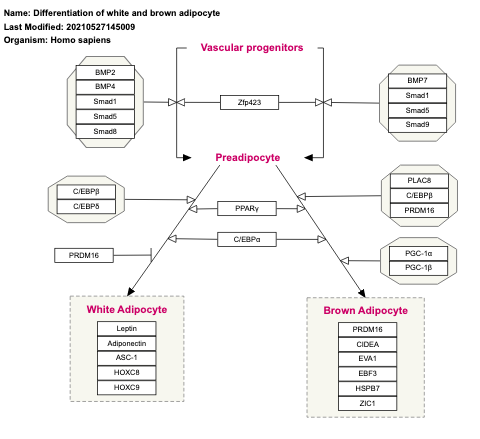 Name: Differentiation of white and brown adipocyte
Last Modified: 20210527145009
Organism: Homo sapiens
Vascular progenitors
BMP2
BMP4
Smad1
Smad5
Smad8
Zfp423
BMP7
Smad1
Smad5
Smad9
Preadipocyte
C/EBPβ
C/EBPδ
PPARγ
PLAC8
C/EBPβ
PRDM16
C/EBPα
PRDM16
PGC-1α
PGC-1β
White Adipocyte
Leptin
Adiponectin
ASC-1
HOXC8
HOXC9
Brown Adipocyte
PRDM16
CIDEA
EVA1
EBF3
HSPB7
ZIC1